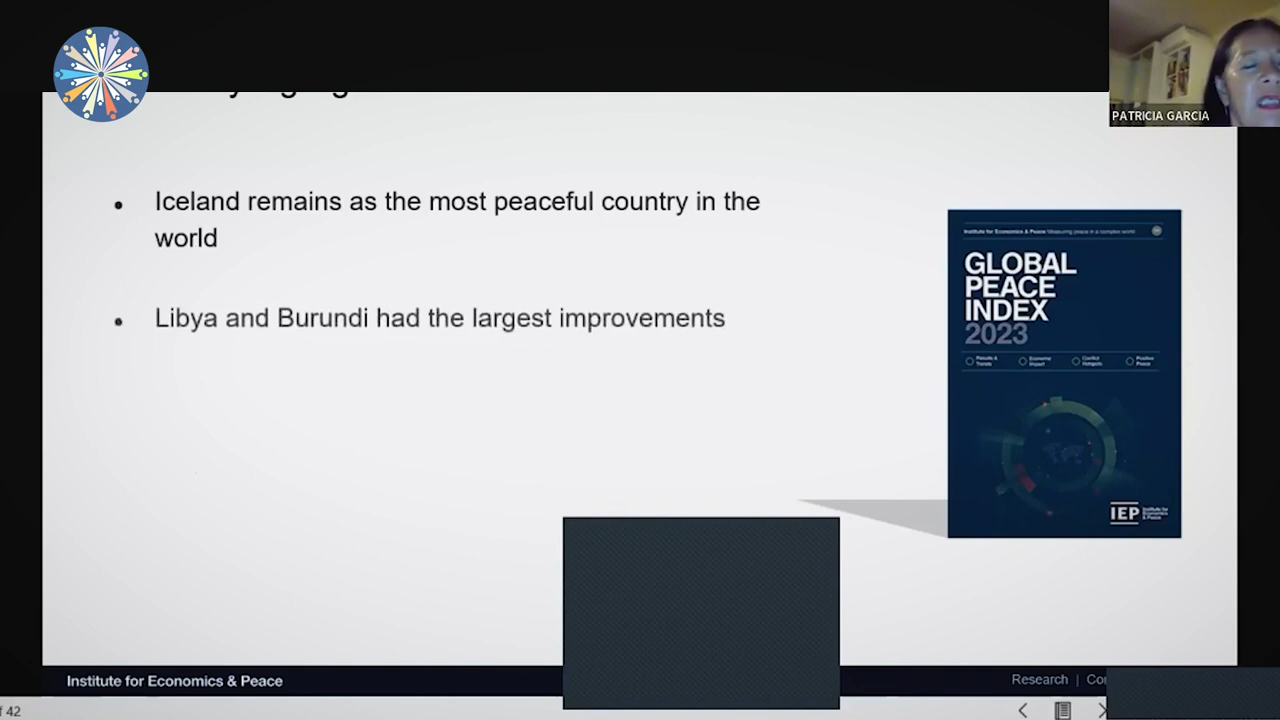 PATRICIA GARCIA
Iceland remains as the most peaceful country in the
world
Libya and Burundi had the largest improvements
Institute for Economics & Peace Measuring peace in a complex world
GLOBAL
PEACE
INDEX
2023
Results & Trends
Economic Impact
Conflict Hotspots
Positive Peace
IEP Institute for Economics & Peace
Institute for Economics & Peace
Research |
of 42